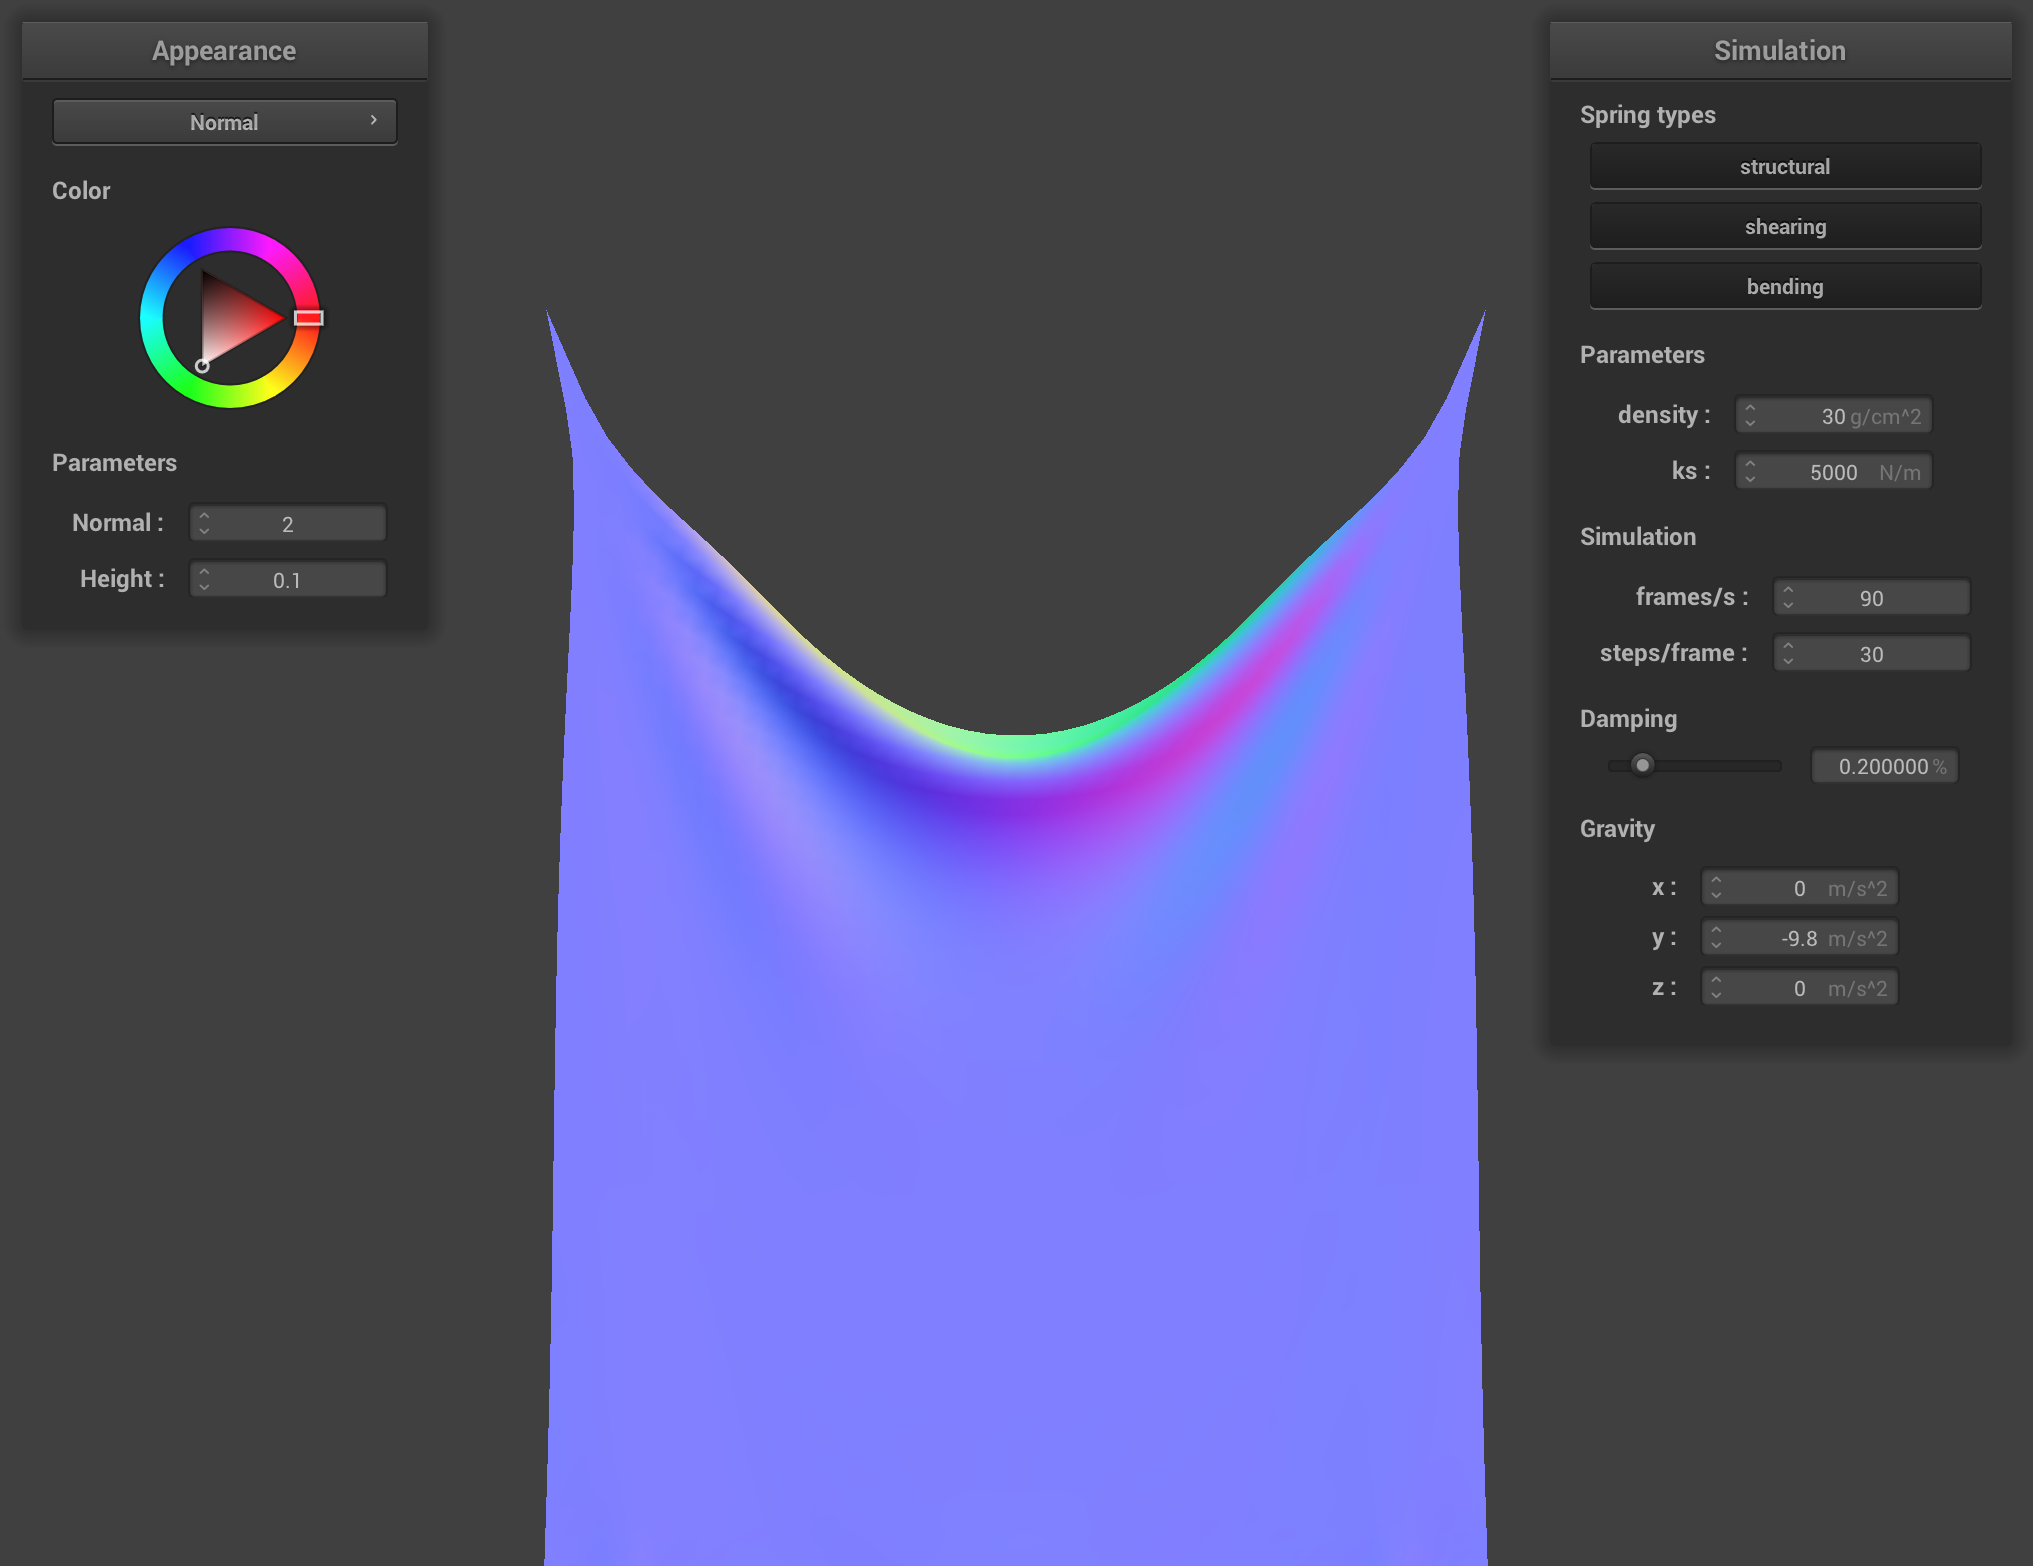 Appearance
Normal
Color
Parameters
Normal : 2
Height : 0.1
Simulation
Spring types
structural
shearing
bending
Parameters
density : 30 g/cm^2
ks : 5000 N/m
Simulation
frames/s : 90
steps/frame : 30
Damping
0.200000 %
Gravity
x : 0 m/s^2
y : -9.8 m/s^2
z : 0 m/s^2